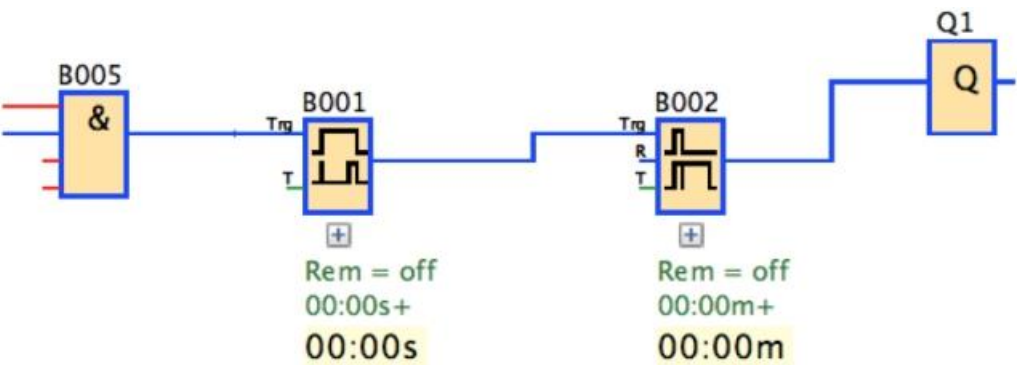 Q1
Q
B005
&
B001
Trg
T
+
Rem = off
00:00s+
00:00s
B002
Trg
R
T
+
Rem = off
00:00m+
00:00m